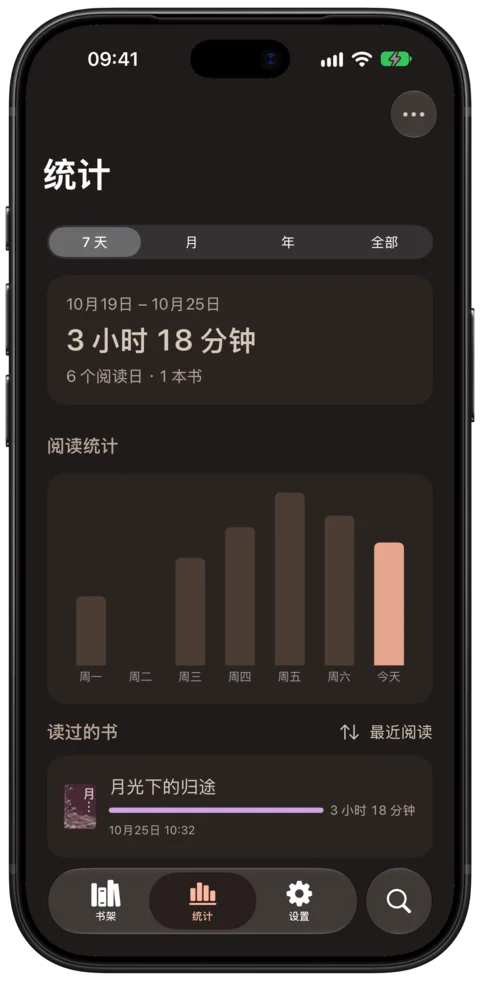 09:41
统计
7 天 月 年 全部
10月19日 – 10月25日
3 小时 18 分钟
6 个阅读日 · 1 本书
阅读统计
周一 周二 周三 周四 周五 周六 今天
读过的书 最近阅读
月…
月光下的归途
3 小时 18 分钟
10月25日 10:32
书架 统计 设置